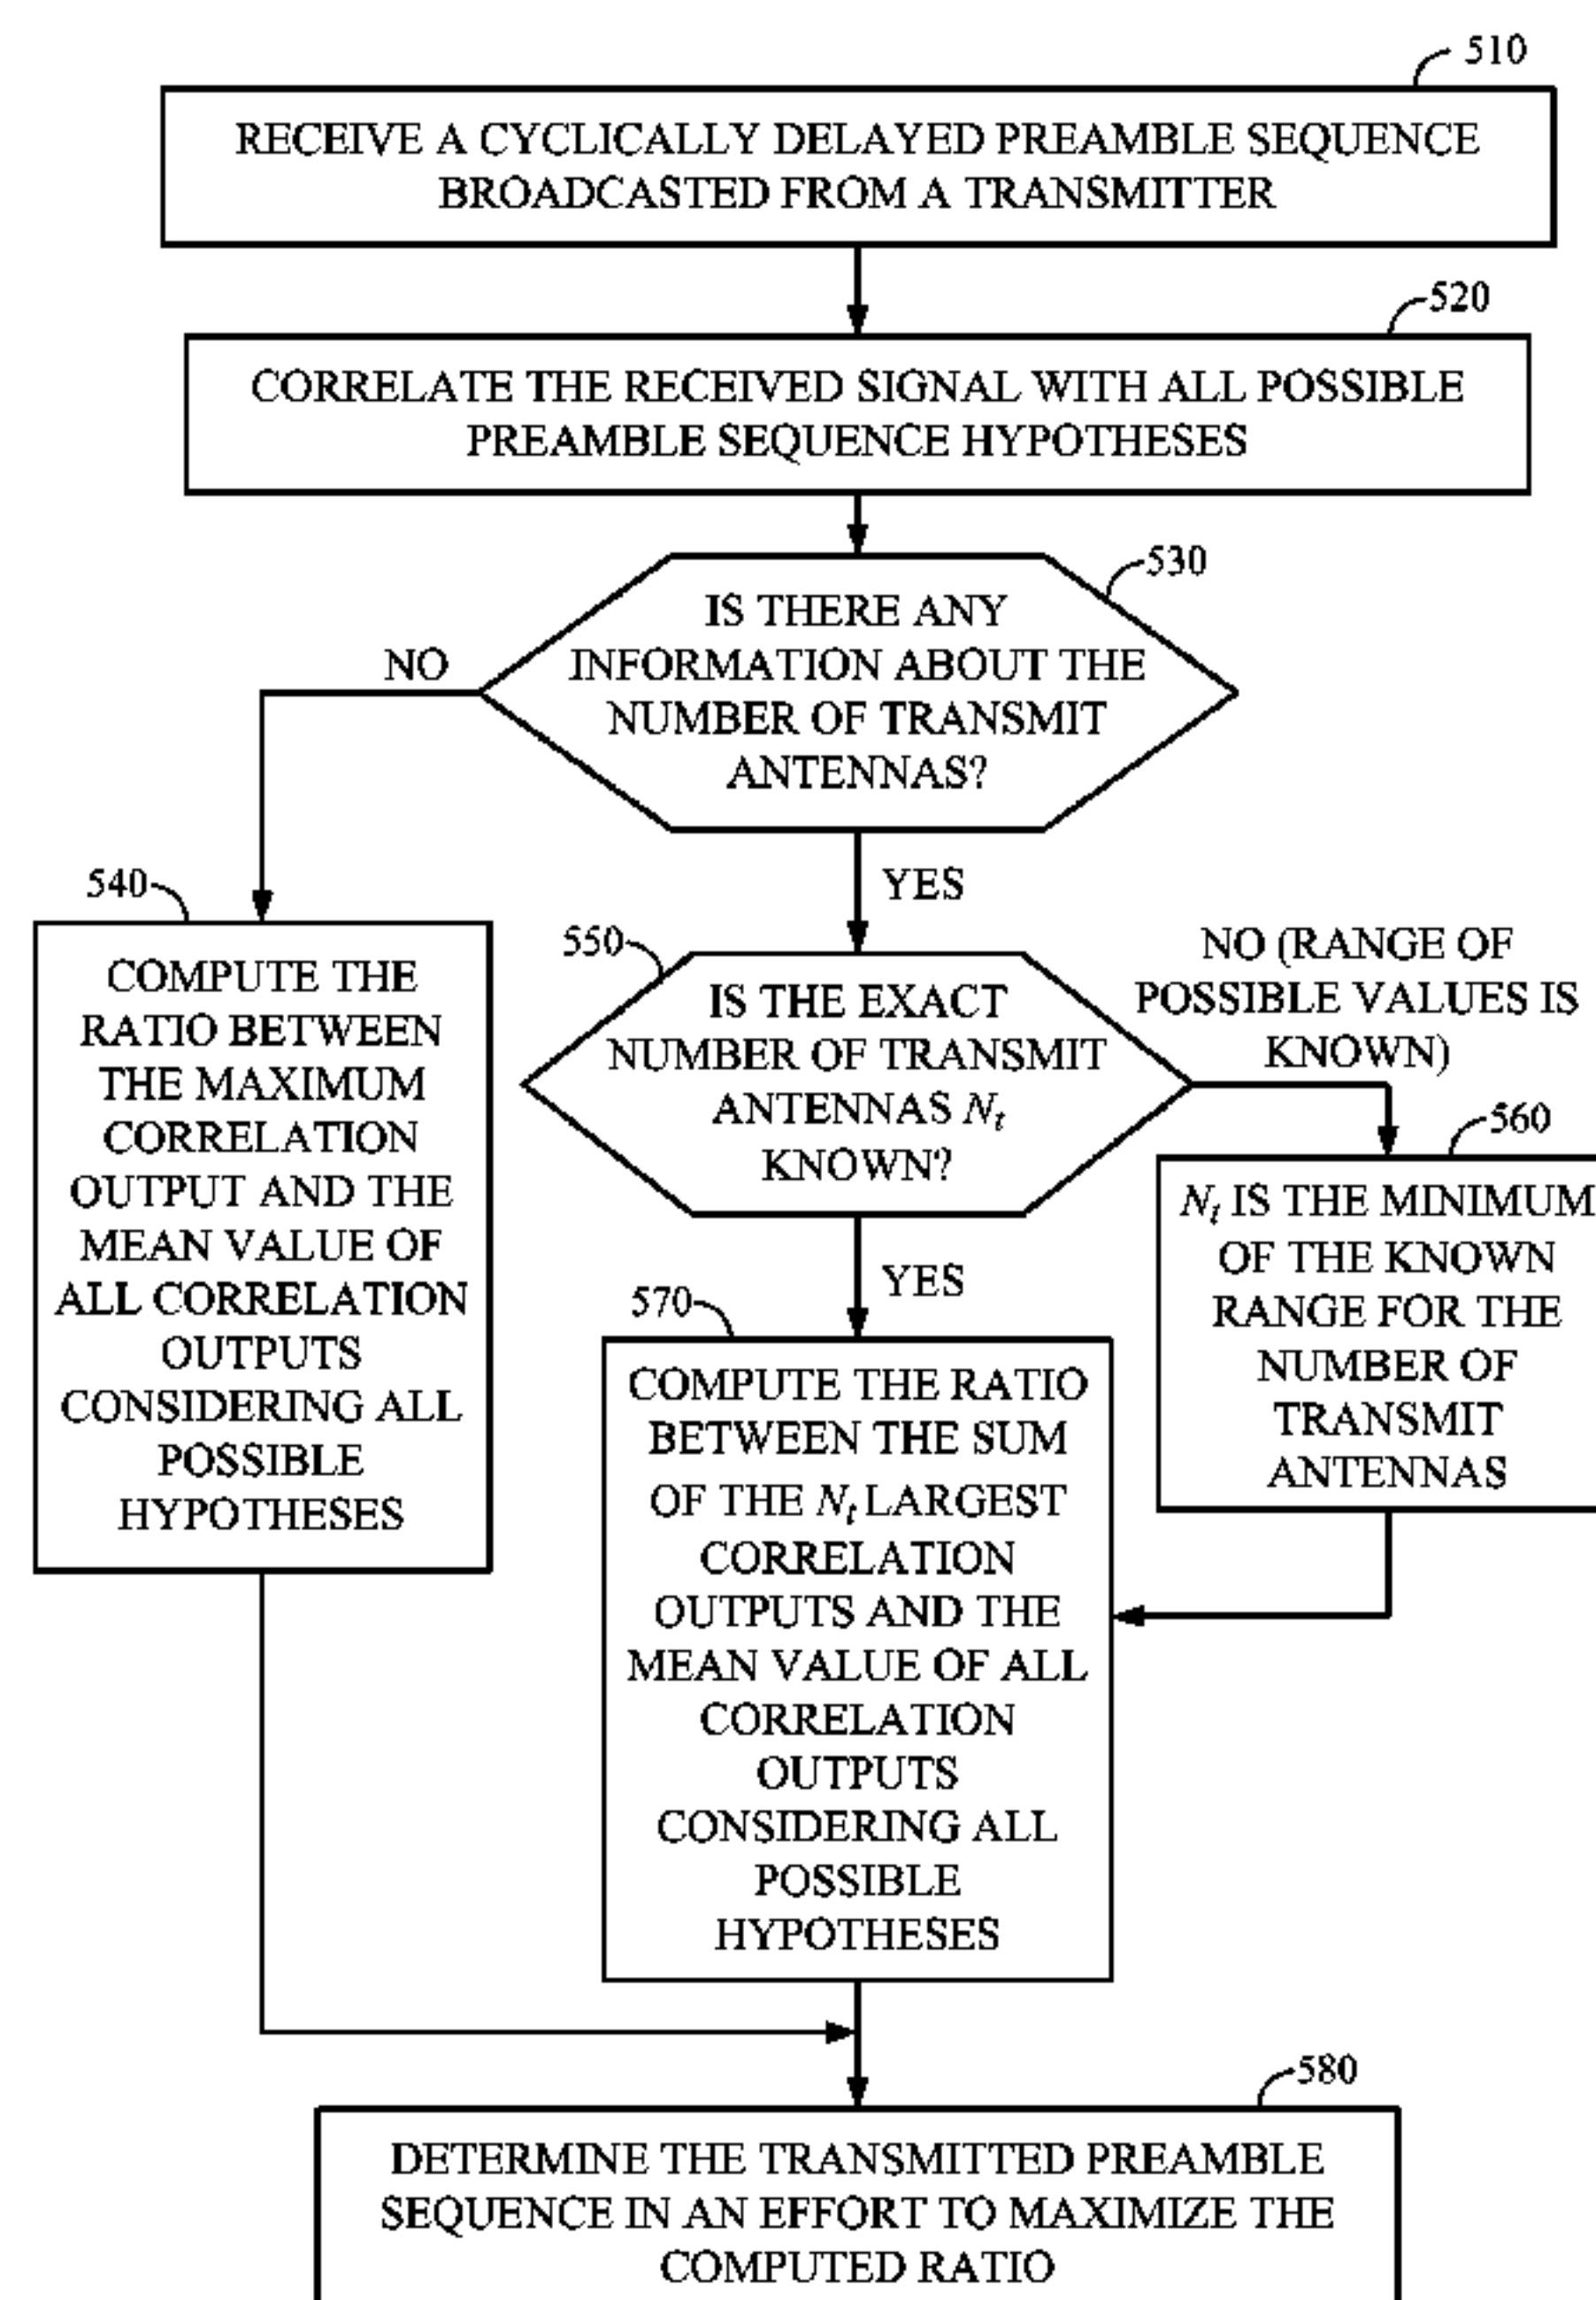 510
RECEIVE A CYCLICALLY DELAYED PREAMBLE SEQUENCE
BROADCASTED FROM A TRANSMITTER
520
CORRELATE THE RECEIVED SIGNAL WITH ALL POSSIBLE
PREAMBLE SEQUENCE HYPOTHESES
530
IS THERE ANY
INFORMATION ABOUT THE
NUMBER OF TRANSMIT
ANTENNAS?
NO
YES
540
COMPUTE THE
RATIO BETWEEN
THE MAXIMUM
CORRELATION
OUTPUT AND THE
MEAN VALUE OF
ALL CORRELATION
OUTPUTS
CONSIDERING ALL
POSSIBLE
HYPOTHESES
550
IS THE EXACT
NUMBER OF TRANSMIT
ANTENNAS Nt
KNOWN?
NO (RANGE OF
POSSIBLE VALUES IS
KNOWN)
YES
560
Nt IS THE MINIMUM
OF THE KNOWN
RANGE FOR THE
NUMBER OF
TRANSMIT
ANTENNAS
570
COMPUTE THE RATIO
BETWEEN THE SUM
OF THE Nt LARGEST
CORRELATION
OUTPUTS AND THE
MEAN VALUE OF ALL
CORRELATION
OUTPUTS
CONSIDERING ALL
POSSIBLE
HYPOTHESES
580
DETERMINE THE TRANSMITTED PREAMBLE
SEQUENCE IN AN EFFORT TO MAXIMIZE THE
COMPUTED RATIO